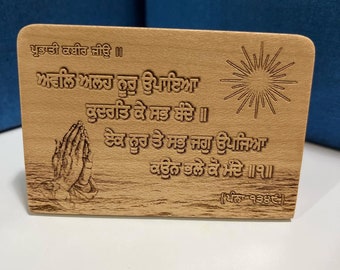 ਪ੍ਰਭਾਤੀ ਕਬੀਰ ਜੀਉ ॥
ਅਵਲਿ ਅਲਹ ਨੂਰੁ ਉਪਾਇਆ
ਕੁਦਰਤਿ ਕੇ ਸਭ ਬੰਦੇ ॥
ਏਕ ਨੂਰ ਤੇ ਸਭੁ ਜਗੁ ਉਪਜਿਆ
ਕਉਨ ਭਲੇ ਕੋ ਮੰਦੇ ॥੧॥
(ਪੰਨਾ ੧੩੪੯)